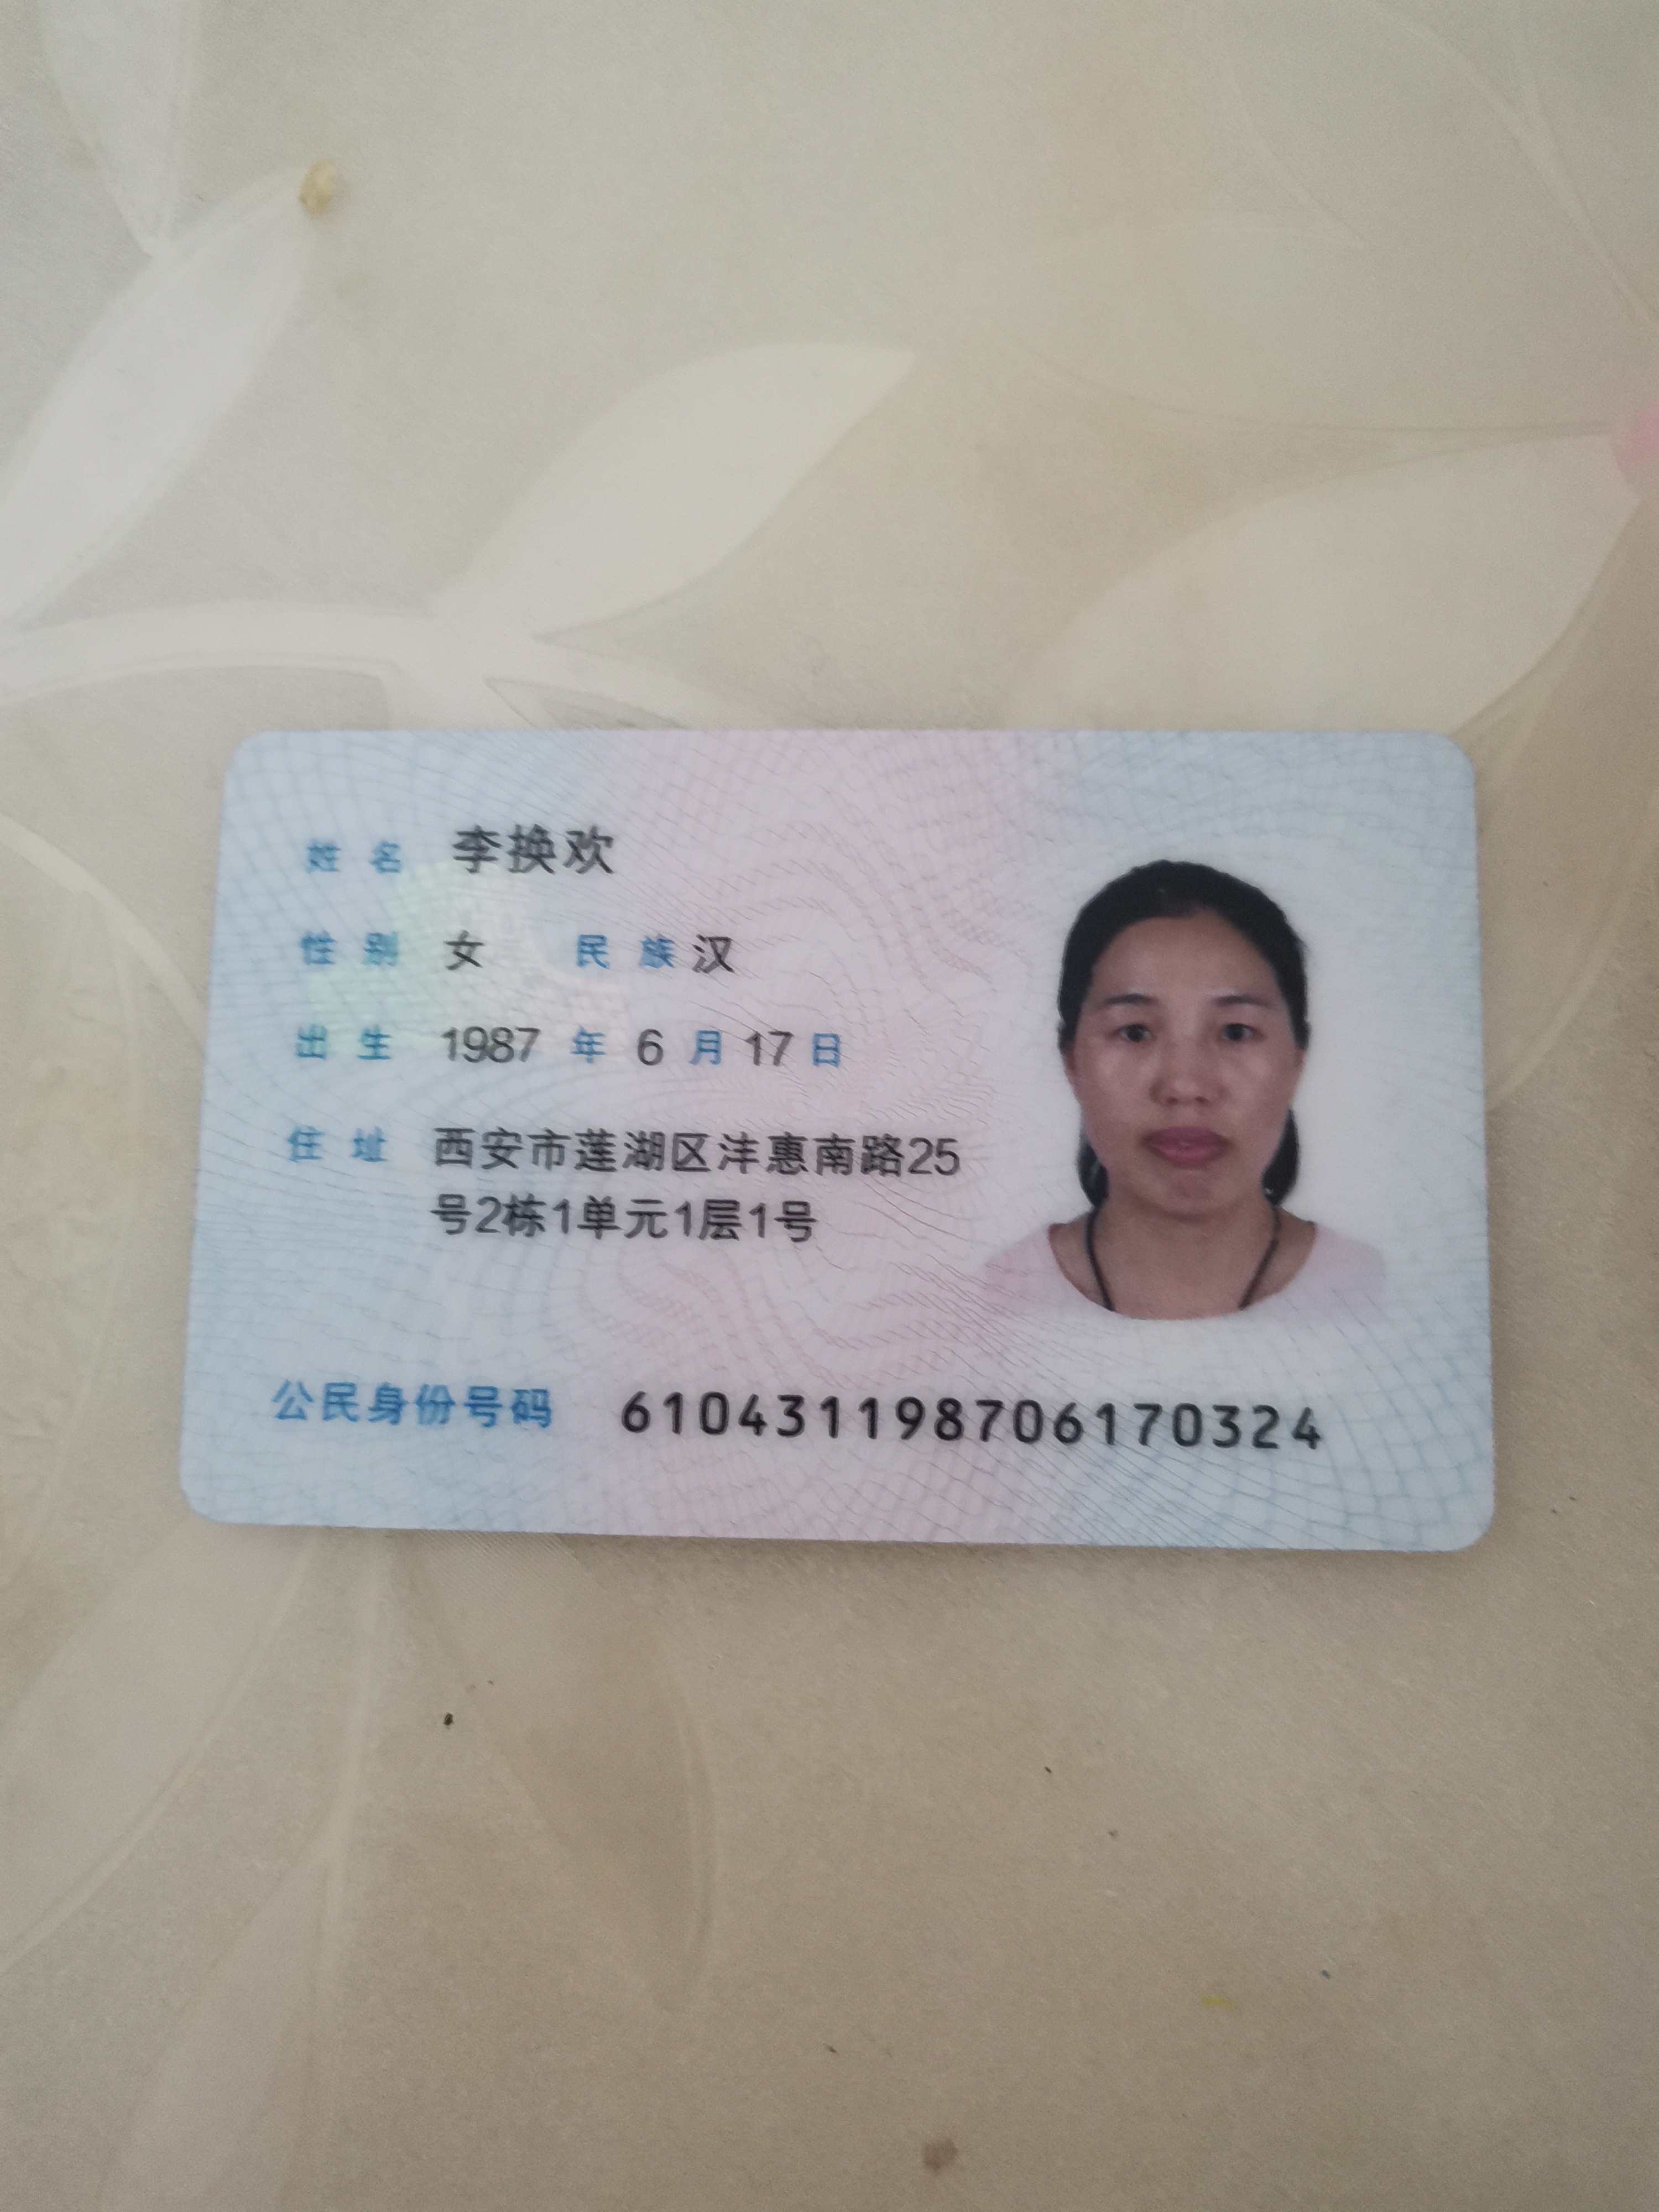 姓名 李换欢
性别 女 民族 汉
出生 1987 年 6 月 17 日
住址 西安市莲湖区沣惠南路25
号2栋1单元1层1号
公民身份号码 610431198706170324